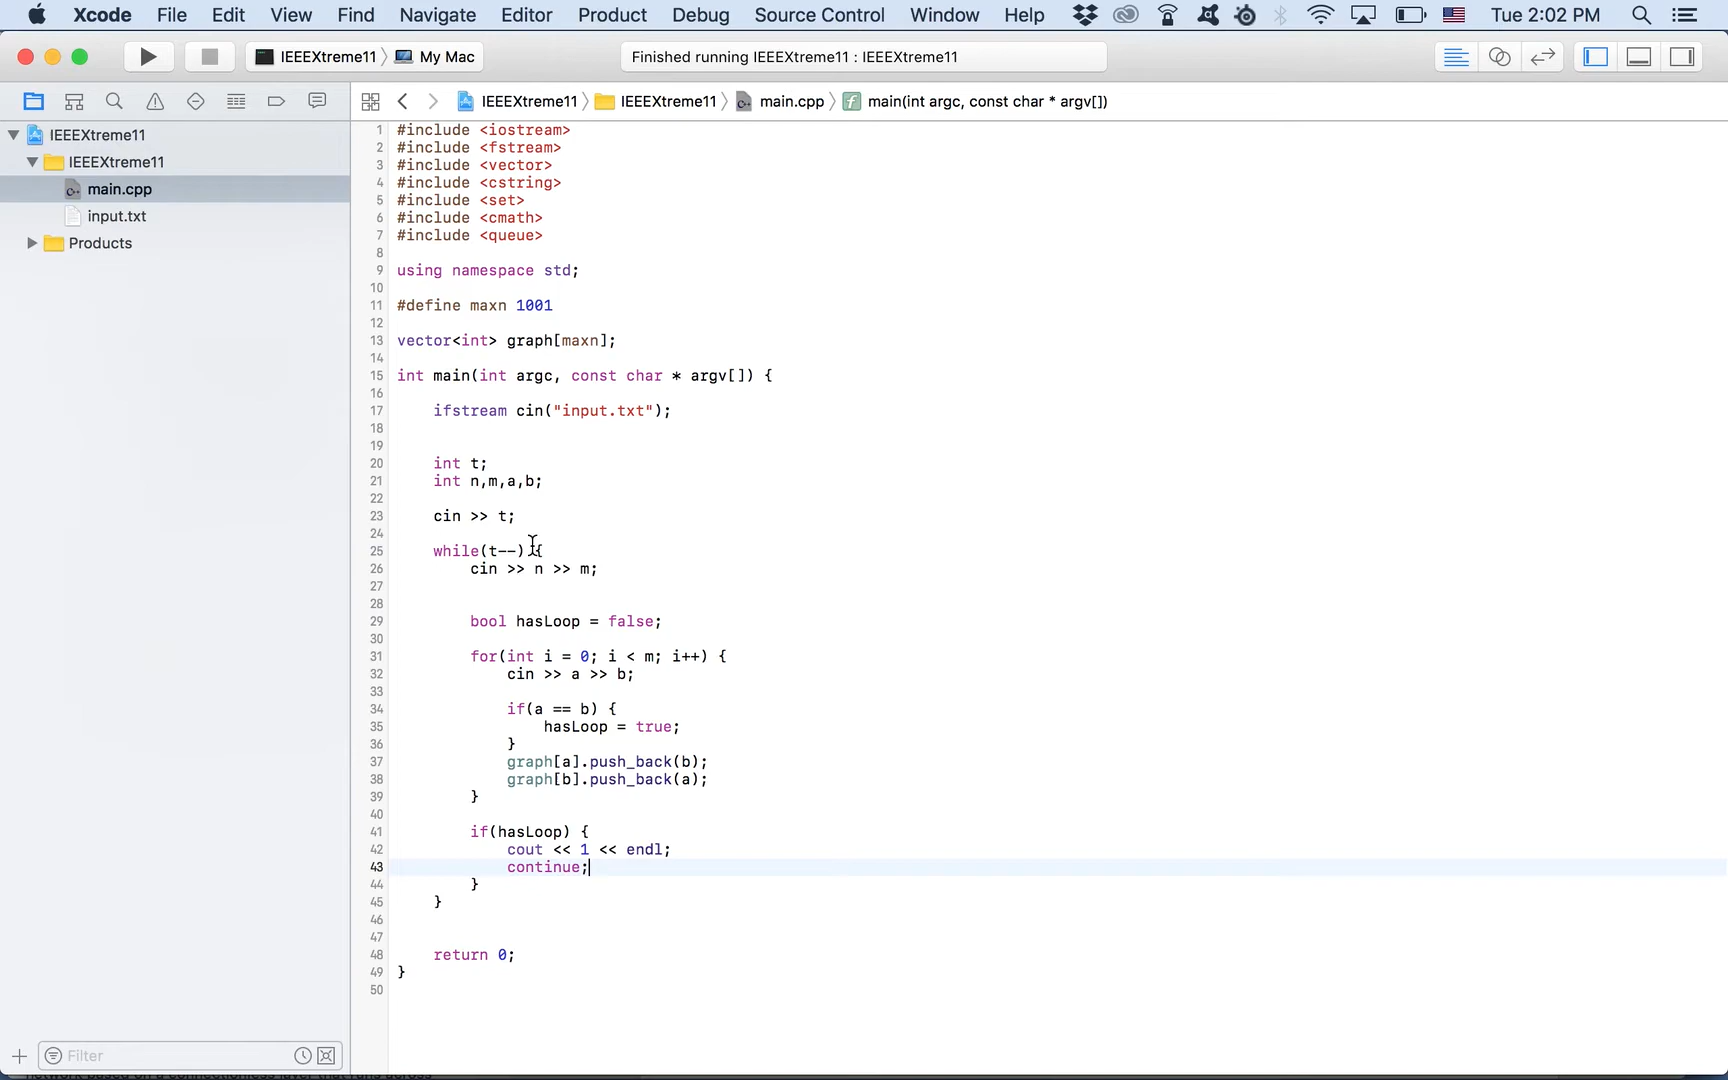 Xcode File Edit View Find Navigate Editor Product Debug Source Control Window Help Tue 2:02 PM
IEEEXtreme11 My Mac Finished running IEEEXtreme11 : IEEEXtreme11
IEEEXtreme11 IEEEXtreme11 main.cpp main(int argc, const char * argv[])
IEEEXtreme11
IEEEXtreme11
main.cpp
input.txt
Products
1 #include <iostream>
2 #include <fstream>
3 #include <vector>
4 #include <cstring>
5 #include <set>
6 #include <cmath>
7 #include <queue>
8
9 using namespace std;
10
11 #define maxn 1001
12
13 vector<int> graph[maxn];
14
15 int main(int argc, const char * argv[]) {
16
17 ifstream cin("input.txt");
18
19
20 int t;
21 int n,m,a,b;
22
23 cin >> t;
24
25 while(t--) {
26 cin >> n >> m;
27
28
29 bool hasLoop = false;
30
31 for(int i = 0; i < m; i++) {
32 cin >> a >> b;
33
34 if(a == b) {
35 hasLoop = true;
36 }
37 graph[a].push_back(b);
38 graph[b].push_back(a);
39 }
40
41 if(hasLoop) {
42 cout << 1 << endl;
43 continue;
44 }
45 }
46
47
48 return 0;
49 }
50
Filter